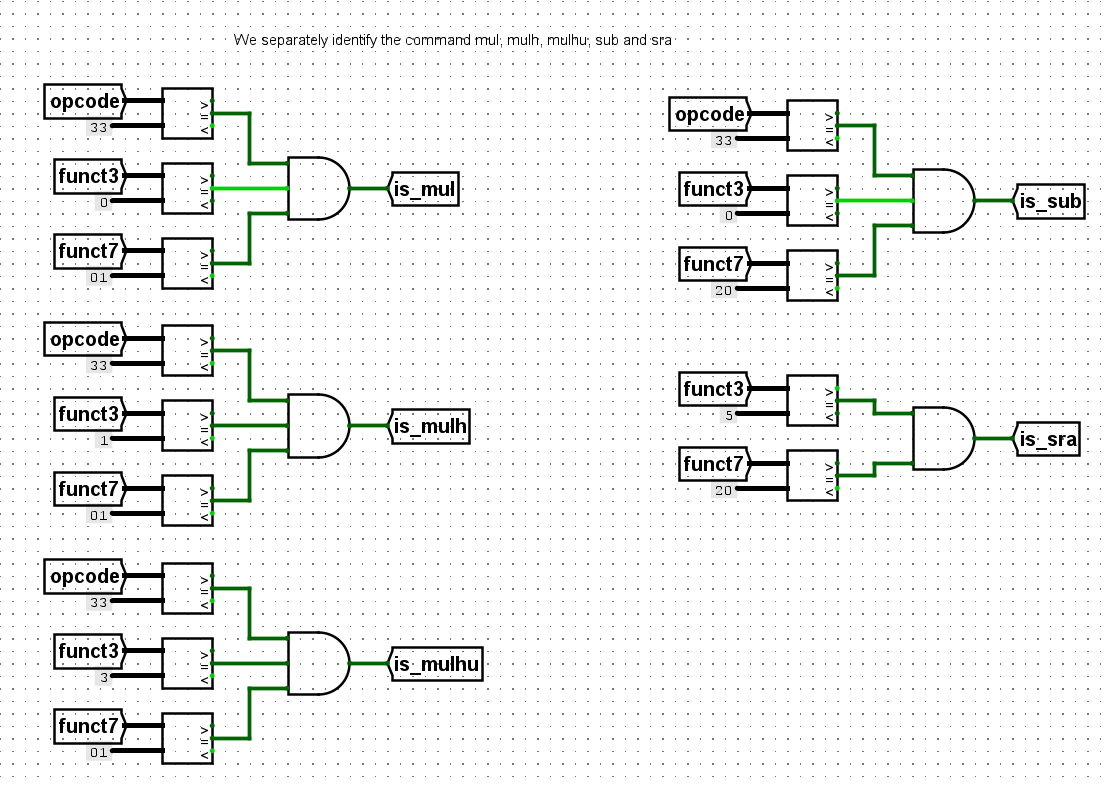 We separately identify the command mul, mulh, mulhu, sub and sra
opcode
>
=
<
33
funct3
>
=
<
0
is_mul
funct7
>
=
<
01
opcode
>
=
<
33
funct3
>
=
<
1
is_mulh
funct7
>
=
<
01
opcode
>
=
<
33
funct3
>
=
<
3
is_mulhu
funct7
>
=
<
01
opcode
>
=
<
33
funct3
>
=
<
0
is_sub
funct7
>
=
<
20
funct3
>
=
<
5
is_sra
funct7
>
=
<
20